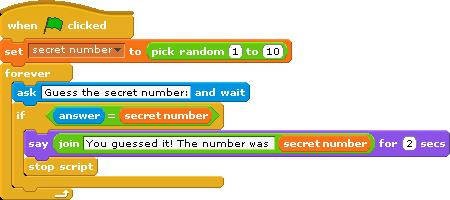 when clicked
set secret number to pick random 1 to 10
forever
ask Guess the secret number: and wait
if answer = secret number
say join You guessed it! The number was secret number for 2 secs
stop script